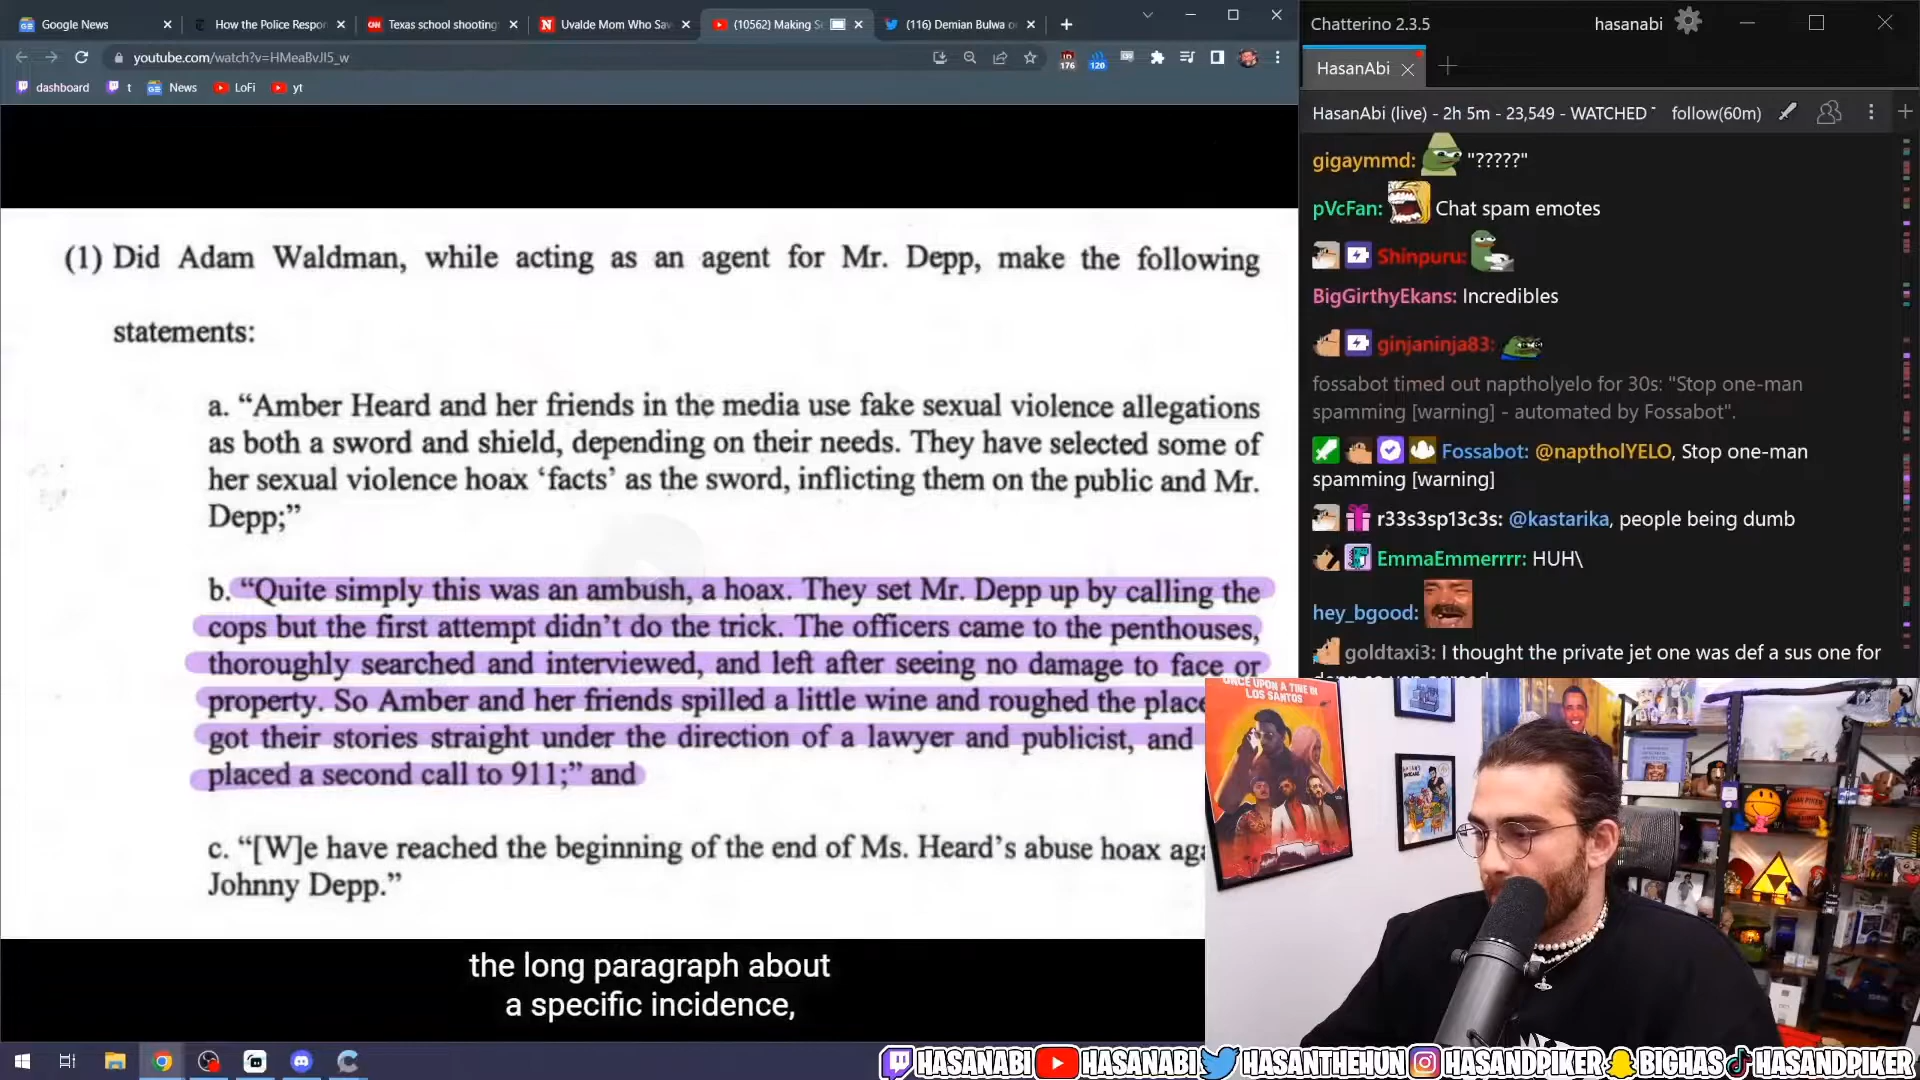 Google News
How the Police Respon
Texas school shooting
Uvalde Mom Who Sav
(10562) Making S
(116) Demian Bulwa o
youtube.com/watch?v=HMeaBvJI5_w
176
120
dashboard
t
News
LoFi
yt
(1) Did Adam Waldman, while acting as an agent for Mr. Depp, make the following
statements:
a. “Amber Heard and her friends in the media use fake sexual violence allegations
as both a sword and shield, depending on their needs. They have selected some of
her sexual violence hoax ‘facts’ as the sword, inflicting them on the public and Mr.
Depp;”
b. “Quite simply this was an ambush, a hoax. They set Mr. Depp up by calling the
cops but the first attempt didn’t do the trick. The officers came to the penthouses,
thoroughly searched and interviewed, and left after seeing no damage to face or
property. So Amber and her friends spilled a little wine and roughed the place
got their stories straight under the direction of a lawyer and publicist, and
placed a second call to 911;” and
c. “[W]e have reached the beginning of the end of Ms. Heard’s abuse hoax aga
Johnny Depp.”
the long paragraph about
a specific incidence,
Chatterino 2.3.5
hasanabi
HasanAbi
HasanAbi (live) - 2h 5m - 23,549 - WATCHED
follow(60m)
gigaymmd: "?????"
pVcFan: Chat spam emotes
Shinpuru:
BigGirthyEkans: Incredibles
ginjaninja83:
fossabot timed out naptholyelo for 30s: "Stop one-man
spamming [warning] - automated by Fossabot".
Fossabot: @naptholYELO, Stop one-man
spamming [warning]
r33s3sp13c3s: @kastarika, people being dumb
EmmaEmmerrrr: HUH\
hey_bgood:
goldtaxi3: I thought the private jet one was def a sus one for
ONCE UPON A TIME IN
LOS SANTOS
HASANABI
HASANABI
HASANTHEHUN
HASANDPIKER
BIGHAS
HASANDPIKER